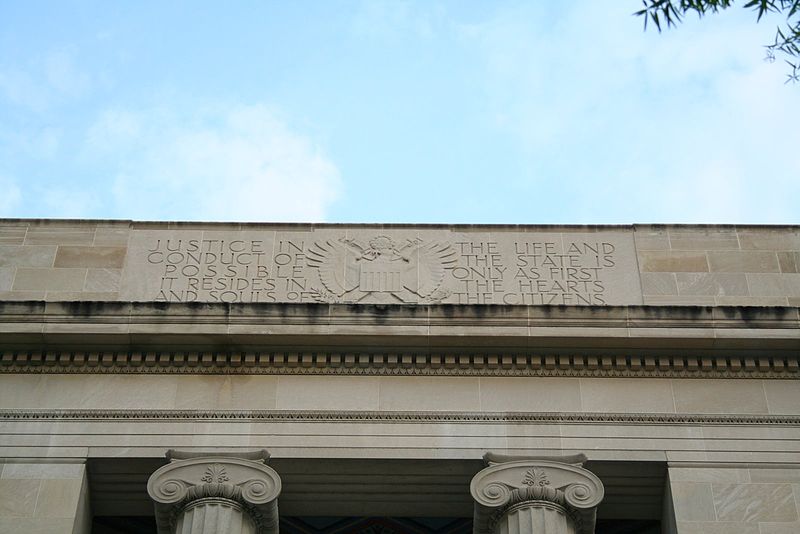 JUSTICE IN THE LIFE AND
CONDUCT OF THE STATE IS
POSSIBLE ONLY AS FIRST
IT RESIDES IN THE HEARTS
AND SOULS OF THE CITIZENS